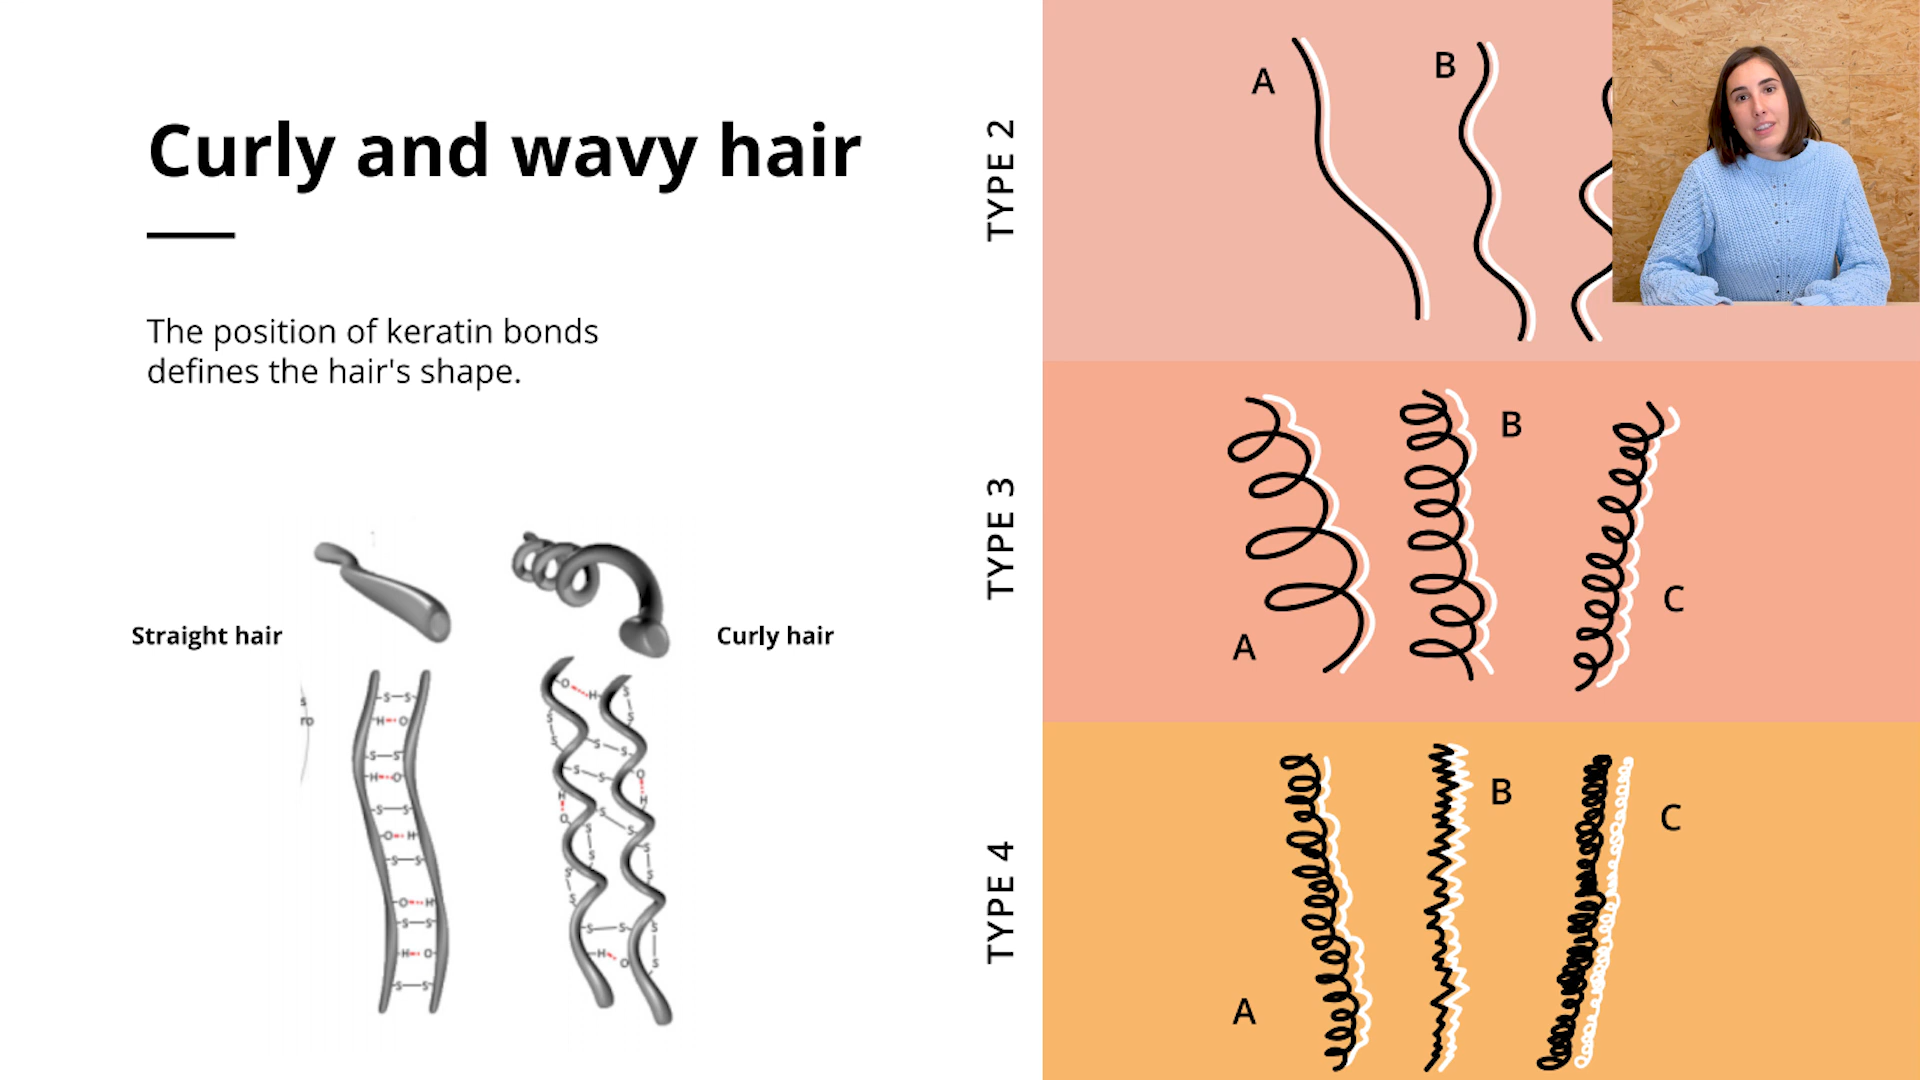 Curly and wavy hair
The position of keratin bonds
defines the hair's shape.
Straight hair
Curly hair
TYPE 2
A
B
TYPE 3
A
B
C
TYPE 4
A
B
C